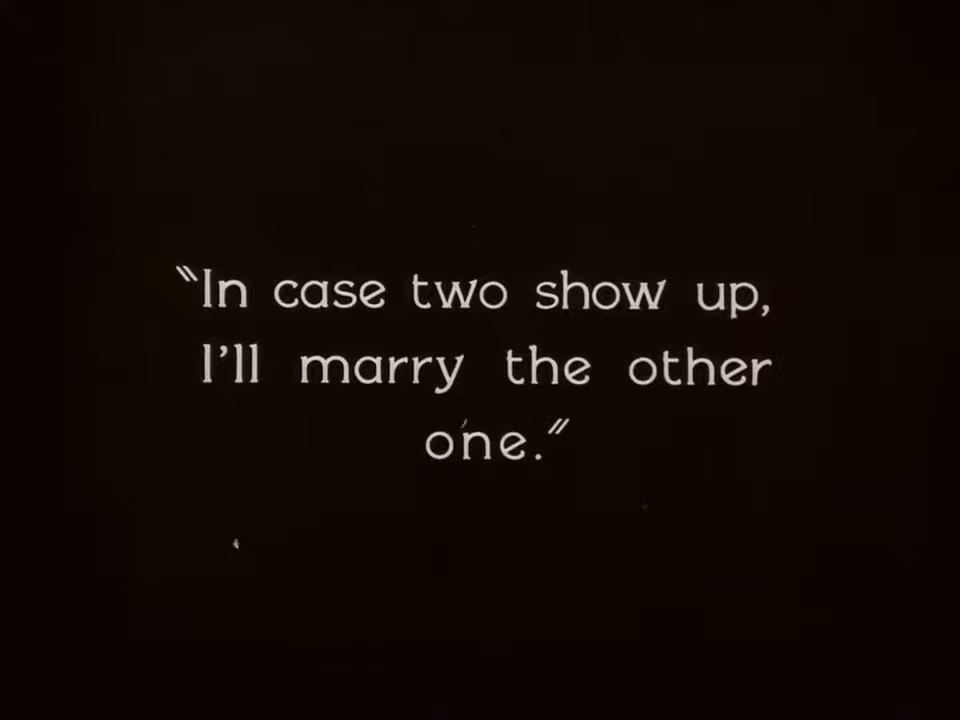 "In case two show up,
I'll marry the other
one."